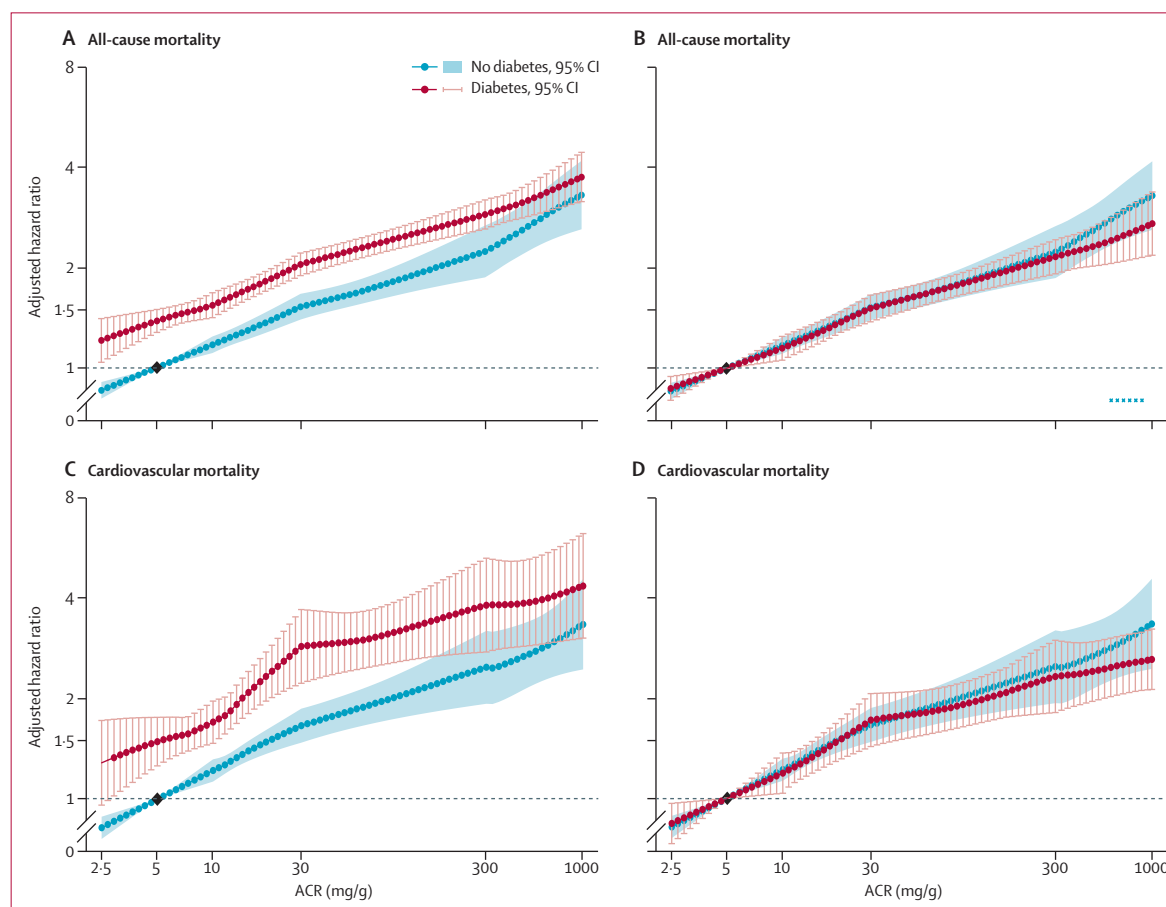 A All-cause mortality
B All-cause mortality
8
4
2
1·5
1
0
Adjusted hazard ratio
No diabetes, 95% CI
Diabetes, 95% CI
C Cardiovascular mortality
D Cardiovascular mortality
8
4
2
1·5
1
0
Adjusted hazard ratio
2·5 5 10 30 300 1000
ACR (mg/g)
2·5 5 10 30 300 1000
ACR (mg/g)